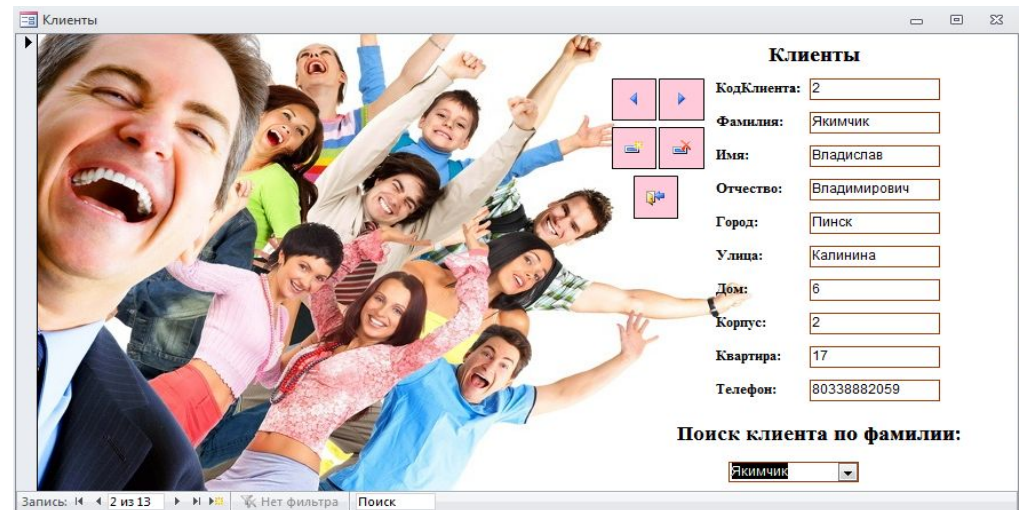 Клиенты
Клиенты
КодКлиента: 2
Фамилия: Якимчик
Имя: Владислав
Отчество: Владимирович
Город: Пинск
Улица: Калинина
Дом: 6
Корпус: 2
Квартира: 17
Телефон: 80338882059
Поиск клиента по фамилии:
Якимчик
Запись: 2 из 13 Нет фильтра Поиск